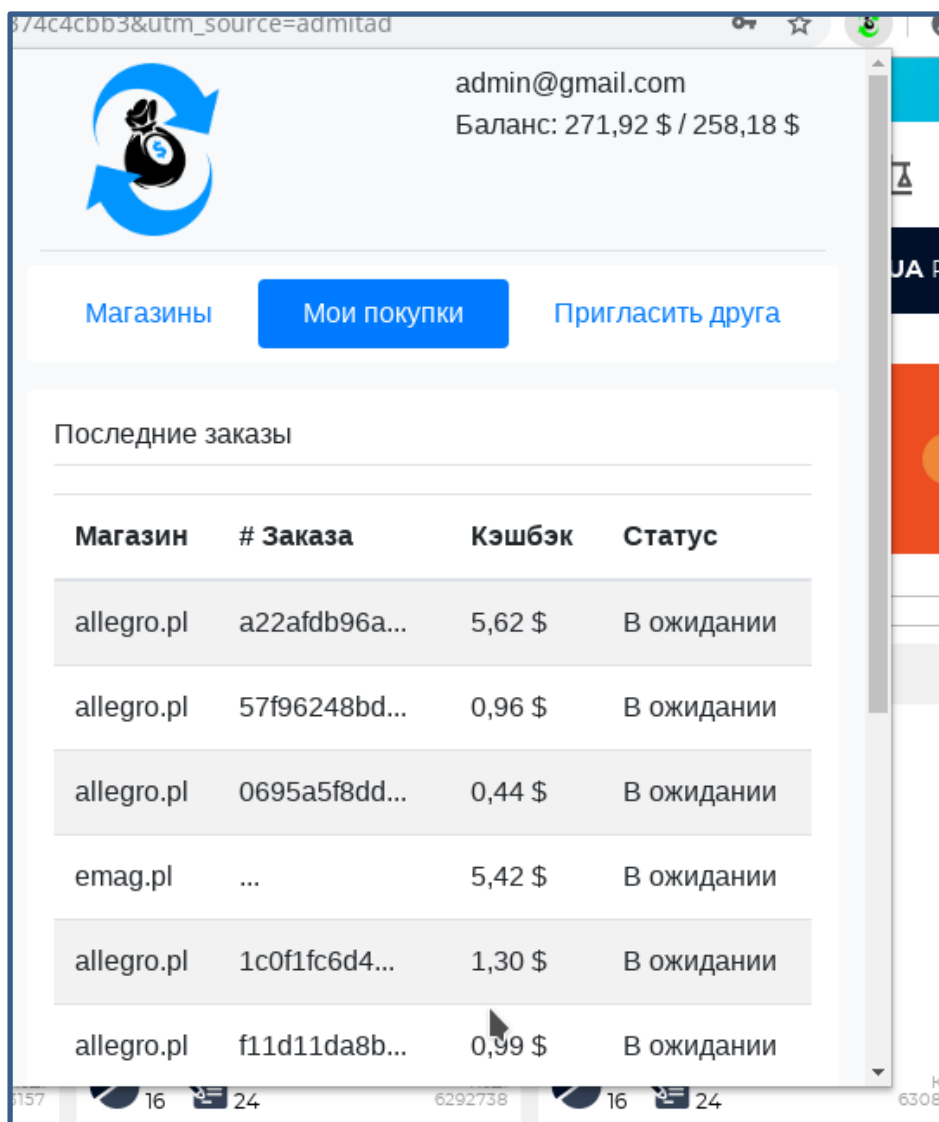 374c4cbb3&utm_source=admitad
admin@gmail.com
Баланс: 271,92 $ / 258,18 $
UA
Магазины Мои покупки Пригласить друга
Последние заказы
Магазин # Заказа Кэшбэк Статус
allegro.pl a22afdb96a... 5,62 $ В ожидании
allegro.pl 57f96248bd... 0,96 $ В ожидании
allegro.pl 0695a5f8dd... 0,44 $ В ожидании
emag.pl ... 5,42 $ В ожидании
allegro.pl 1c0f1fc6d4... 1,30 $ В ожидании
allegro.pl f11d11da8b... 0,99 $ В ожидании
16 24 6292738 16 24